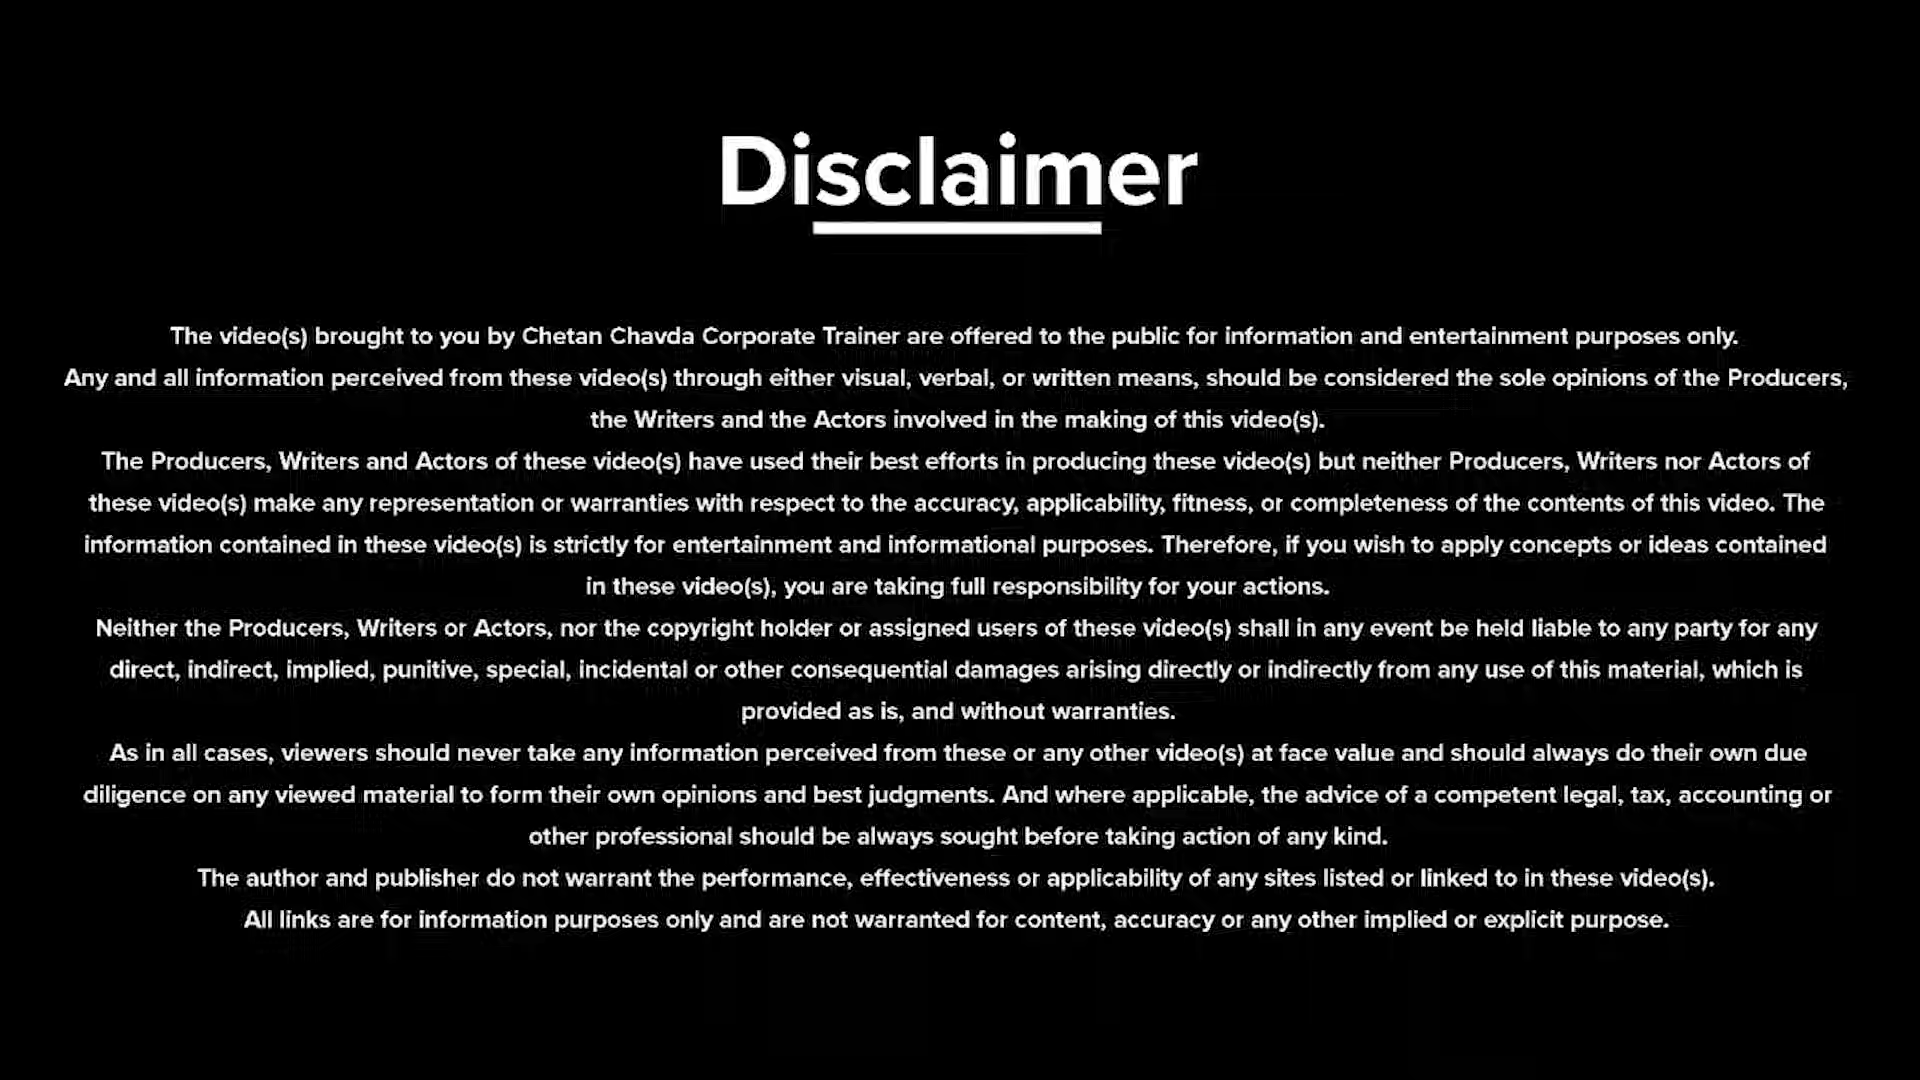 Disclaimer
The video(s) brought to you by Chetan Chavda Corporate Trainer are offered to the public for information and entertainment purposes only.
Any and all information perceived from these video(s) through either visual, verbal, or written means, should be considered the sole opinions of the Producers,
the Writers and the Actors involved in the making of this video(s).
The Producers, Writers and Actors of these video(s) have used their best efforts in producing these video(s) but neither Producers, Writers nor Actors of
these video(s) make any representation or warranties with respect to the accuracy, applicability, fitness, or completeness of the contents of this video. The
information contained in these video(s) is strictly for entertainment and informational purposes. Therefore, if you wish to apply concepts or ideas contained
in these video(s), you are taking full responsibility for your actions.
Neither the Producers, Writers or Actors, nor the copyright holder or assigned users of these video(s) shall in any event be held liable to any party for any
direct, indirect, implied, punitive, special, incidental or other consequential damages arising directly or indirectly from any use of this material, which is
provided as is, and without warranties.
As in all cases, viewers should never take any information perceived from these or any other video(s) at face value and should always do their own due
diligence on any viewed material to form their own opinions and best judgments. And where applicable, the advice of a competent legal, tax, accounting or
other professional should be always sought before taking action of any kind.
The author and publisher do not warrant the performance, effectiveness or applicability of any sites listed or linked to in these video(s).
All links are for information purposes only and are not warranted for content, accuracy or any other implied or explicit purpose.